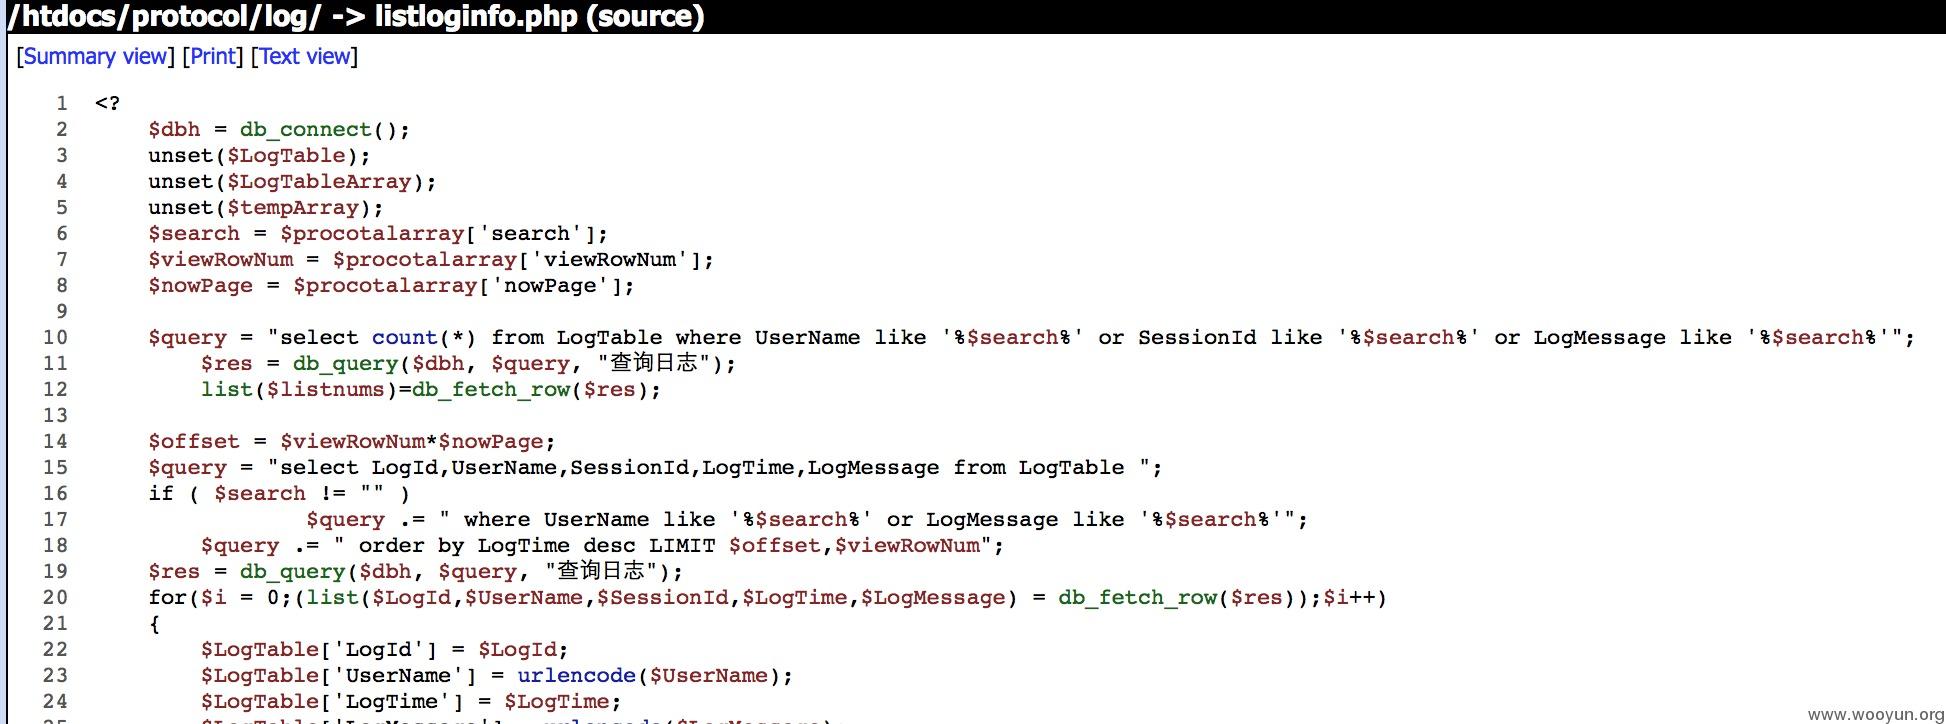 /htdocs/protocol/log/ -> listloginfo.php (source)
[Summary view] [Print] [Text view]
1 <?
2 $dbh = db_connect();
3 unset($LogTable);
4 unset($LogTableArray);
5 unset($tempArray);
6 $search = $procotalarray['search'];
7 $viewRowNum = $procotalarray['viewRowNum'];
8 $nowPage = $procotalarray['nowPage'];
9
10 $query = "select count(*) from LogTable where UserName like '%$search%' or SessionId like '%$search%' or LogMessage like '%$search%'";
11 $res = db_query($dbh, $query, "查询日志");
12 list($listnums)=db_fetch_row($res);
13
14 $offset = $viewRowNum*$nowPage;
15 $query = "select LogId,UserName,SessionId,LogTime,LogMessage from LogTable ";
16 if ( $search != "" )
17 $query .= " where UserName like '%$search%' or LogMessage like '%$search%'";
18 $query .= " order by LogTime desc LIMIT $offset,$viewRowNum";
19 $res = db_query($dbh, $query, "查询日志");
20 for($i = 0;(list($LogId,$UserName,$SessionId,$LogTime,$LogMessage) = db_fetch_row($res));$i++)
21 {
22 $LogTable['LogId'] = $LogId;
23 $LogTable['UserName'] = urlencode($UserName);
24 $LogTable['LogTime'] = $LogTime;
www.wooyun.org